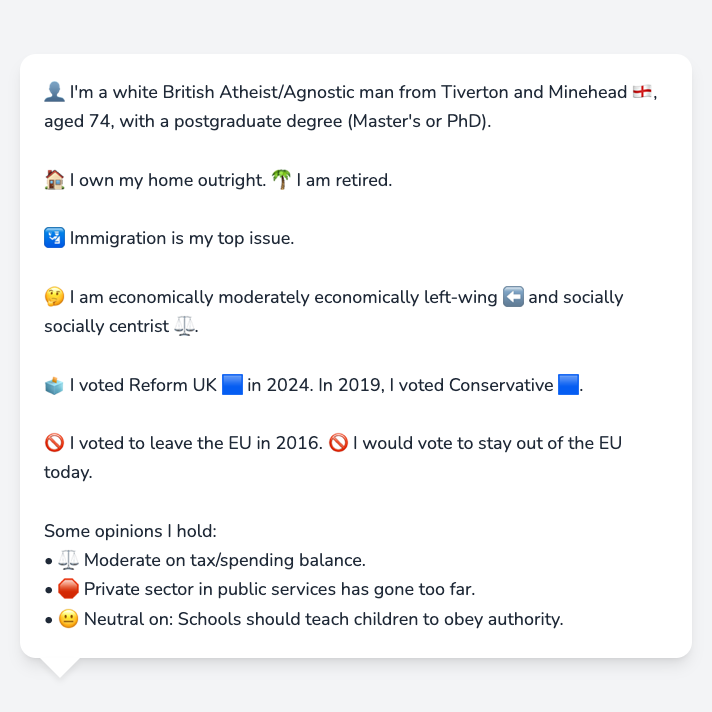 👤 I'm a white British Atheist/Agnostic man from Tiverton and Minehead 🏴󠁧󠁢󠁥󠁮󠁧󠁿,
aged 74, with a postgraduate degree (Master's or PhD).
🏠 I own my home outright. 🌴 I am retired.
🛂 Immigration is my top issue.
🤔 I am economically moderately economically left-wing ⬅️ and socially
socially centrist ⚖️.
🗳️ I voted Reform UK 🟦 in 2024. In 2019, I voted Conservative 🟦.
🚫 I voted to leave the EU in 2016. 🚫 I would vote to stay out of the EU
today.
Some opinions I hold:
• ⚖️ Moderate on tax/spending balance.
• 🛑 Private sector in public services has gone too far.
• 😐 Neutral on: Schools should teach children to obey authority.